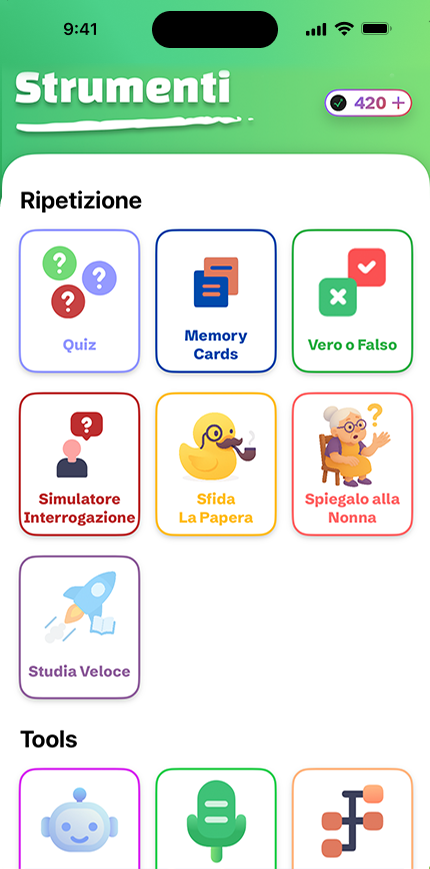 9:41
Strumenti
420 +
Ripetizione
Quiz
Memory
Cards
Vero o Falso
Simulatore
Interrogazione
Sfida
La Papera
Spiegalo alla
Nonna
Studia Veloce
Tools